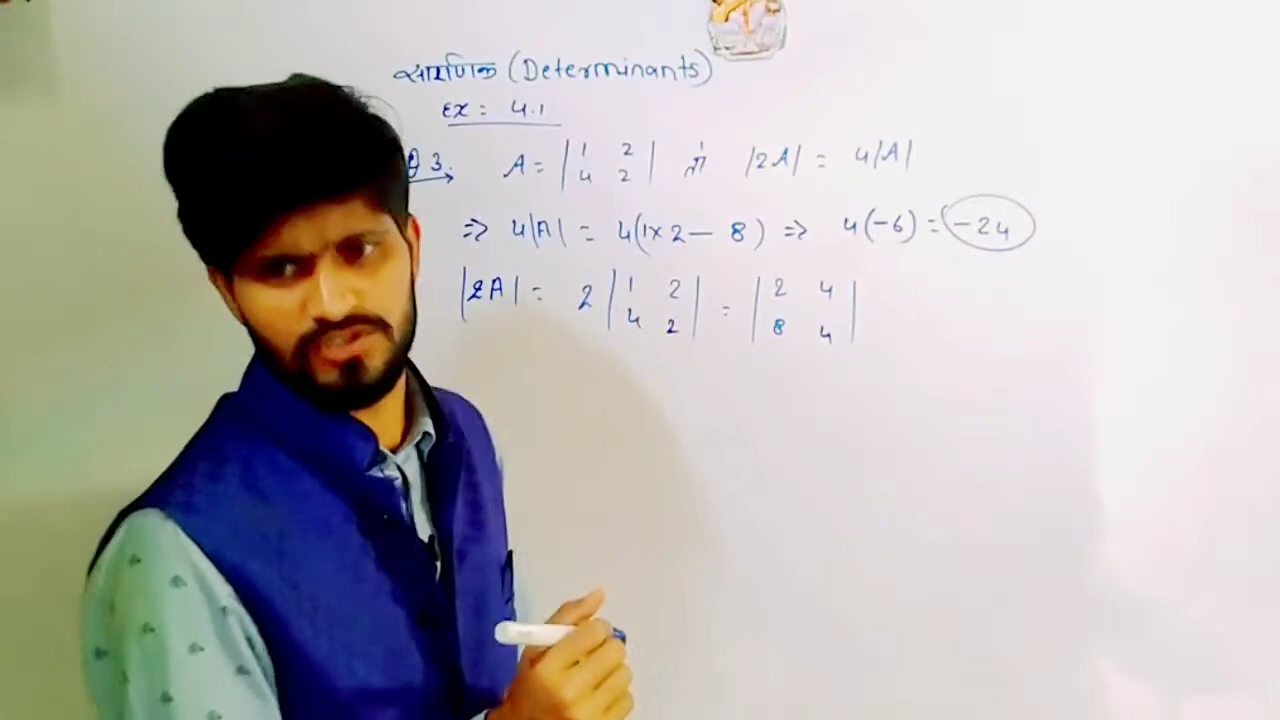 सारणिक (Determinants)
Ex : 4.1
Q 3. A = | 1 2 | तो |2A| = 4|A|
| 4 2 |
⇒ 4|A| = 4(1×2 – 8) ⇒ 4(-6) = -24
|2A| = 2 | 1 2 | = | 2 4 |
| 4 2 | | 8 4 |